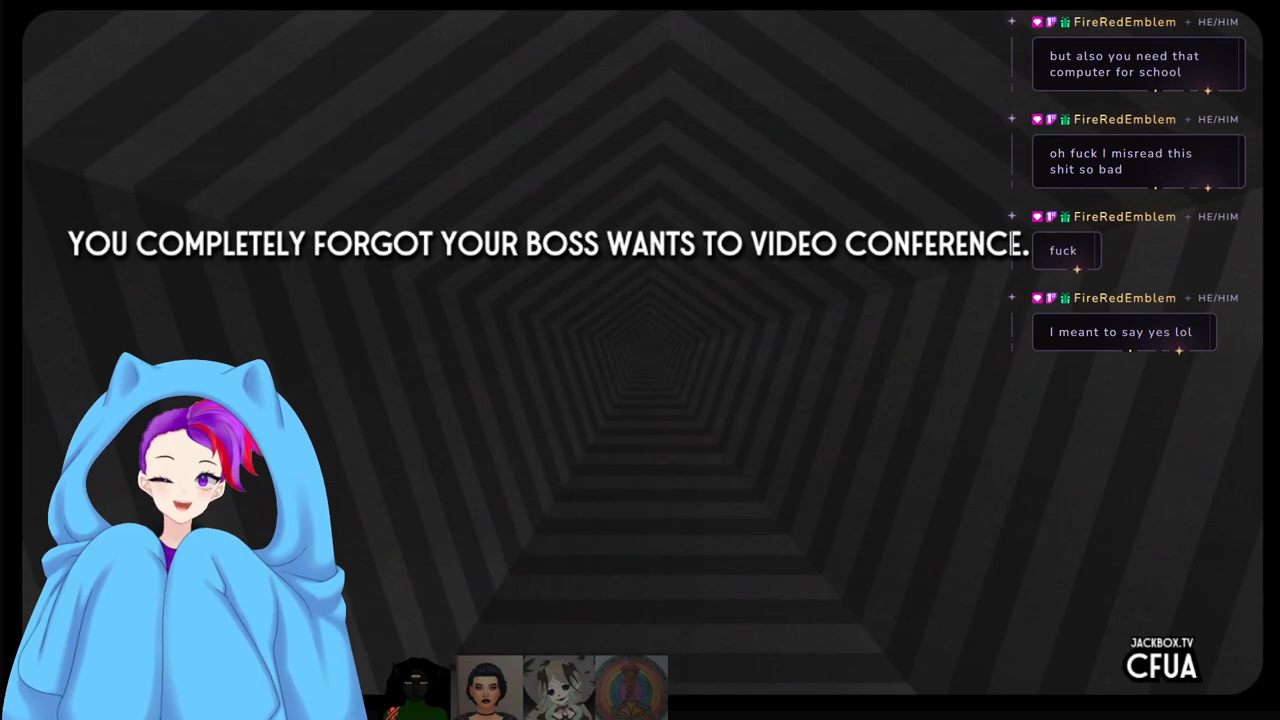 FireRedEmblem HE/HIM
but also you need that
computer for school
FireRedEmblem HE/HIM
oh fuck I misread this
shit so bad
FireRedEmblem HE/HIM
YOU COMPLETELY FORGOT YOUR BOSS WANTS TO VIDEO CONFERENCE.
fuck
FireRedEmblem HE/HIM
I meant to say yes lol
JACKBOX.TV
CFUA